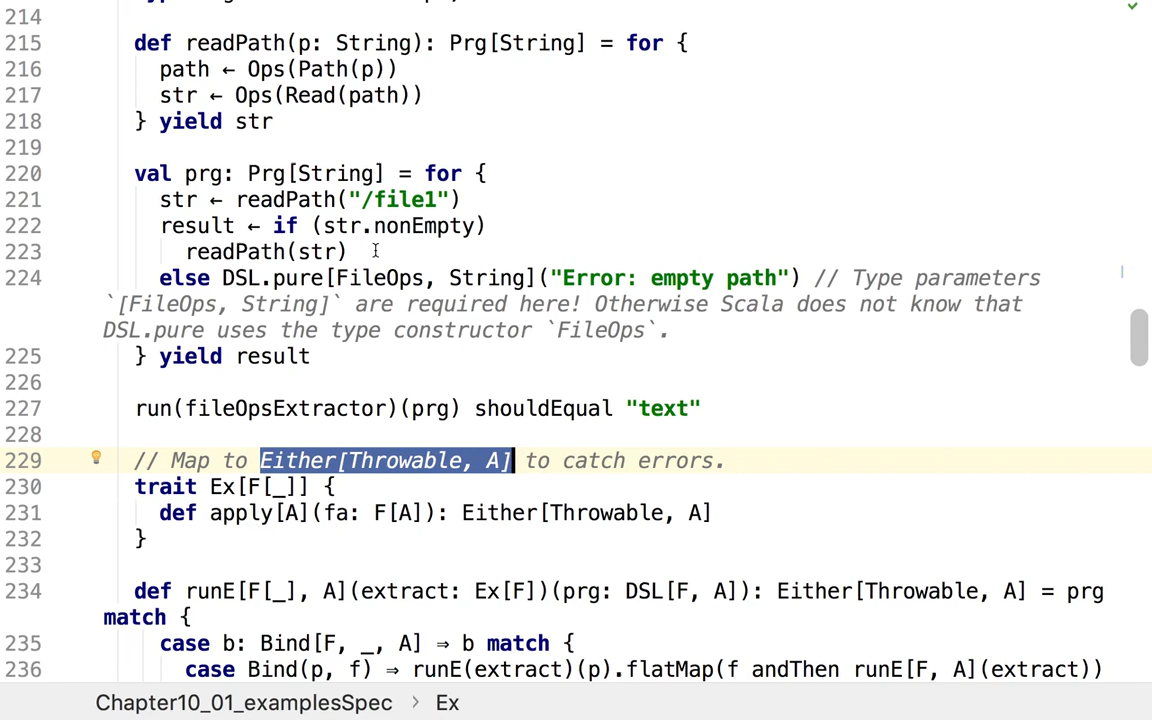 214
215 def readPath(p: String): Prg[String] = for {
216 path ← Ops(Path(p))
217 str ← Ops(Read(path))
218 } yield str
219
220 val prg: Prg[String] = for {
221 str ← readPath("/file1")
222 result ← if (str.nonEmpty)
223 readPath(str)
224 else DSL.pure[FileOps, String]("Error: empty path") // Type parameters
`[FileOps, String]` are required here! Otherwise Scala does not know that
DSL.pure uses the type constructor `FileOps`.
225 } yield result
226
227 run(fileOpsExtractor)(prg) shouldEqual "text"
228
229 // Map to Either[Throwable, A] to catch errors.
230 trait Ex[F[_]] {
231 def apply[A](fa: F[A]): Either[Throwable, A]
232 }
233
234 def runE[F[_], A](extract: Ex[F])(prg: DSL[F, A]): Either[Throwable, A] = prg
match {
235 case b: Bind[F, _, A] ⇒ b match {
236 case Bind(p, f) ⇒ runE(extract)(p).flatMap(f andThen runE[F, A](extract))
Chapter10_01_examplesSpec › Ex